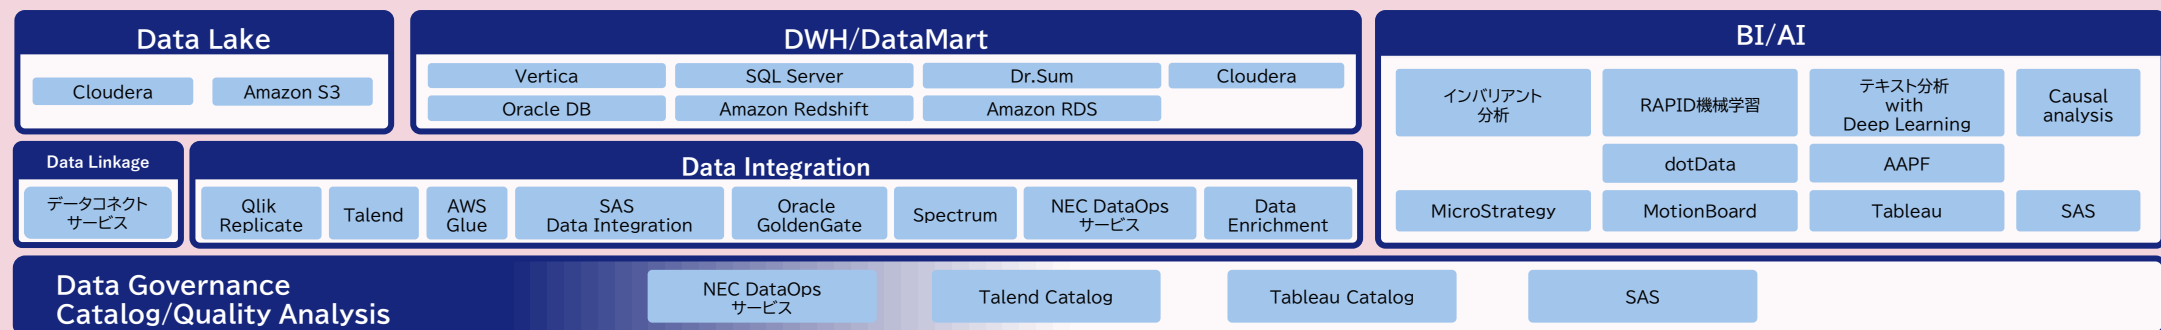 Data Lake
Cloudera
Amazon S3
DWH/DataMart
Vertica
SQL Server
Dr.Sum
Cloudera
Oracle DB
Amazon Redshift
Amazon RDS
BI/AI
インバリアント
分析
RAPID機械学習
テキスト分析
with
Deep Learning
Causal
analysis
dotData
AAPF
MicroStrategy
MotionBoard
Tableau
SAS
Data Linkage
データコネクト
サービス
Data Integration
Qlik
Replicate
Talend
AWS
Glue
SAS
Data Integration
Oracle
GoldenGate
Spectrum
NEC DataOps
サービス
Data
Enrichment
Data Governance
Catalog/Quality Analysis
NEC DataOps
サービス
Talend Catalog
Tableau Catalog
SAS